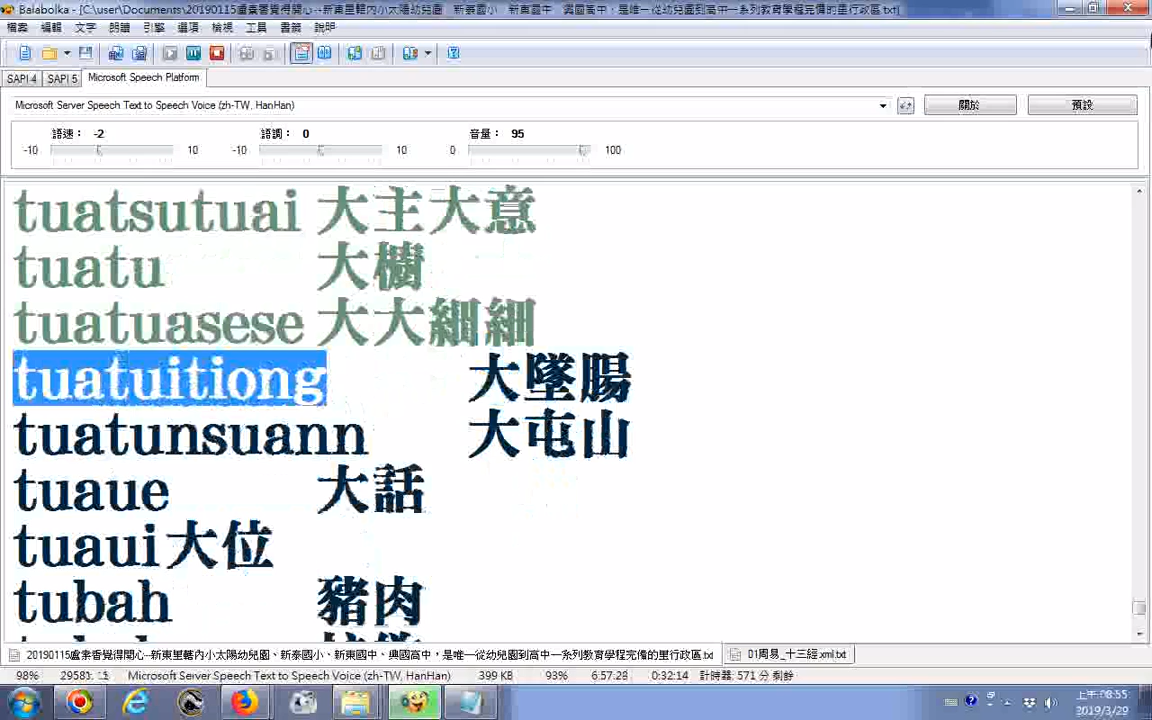 Balabolka - [C:\user\Documents\20190115盧崇香覺得開心--新東里轄內小太陽幼兒園、新泰國小、新東國中、興國高中，是唯一從幼兒園到高中一系列教育學程完備的里行政區.txt]
檔案 編輯 文字 朗讀 引擎 選項 檢視 工具 書籤 說明
SAPI 4 SAPI 5 Microsoft Speech Platform
Microsoft Server Speech Text to Speech Voice (zh-TW, HanHan) 關於 預設
語速： -2 語調： 0 音量： 95
-10 10 -10 10 0 100
tuatsutuai 大主大意
tuatu 大櫥
tuatuasese 大大細細
tuatuitiong 大墜腸
tuatunsuann 大屯山
tuaue 大話
tuaui 大位
tubah 豬肉
20190115盧崇香覺得開心--新東里轄內小太陽幼兒園、新泰國小、新東國中、興國高中，是唯一從幼兒園到高中一系列教育學程完備的里行政區.txt 01周易_十三經.xml.txt
98% Microsoft Server Speech Text to Speech Voice (zh-TW, HanHan) 399 KB 93% 6:57:28 0:32:14 計時器: 571 分 剩餘
上午 08:55
2019/3/29